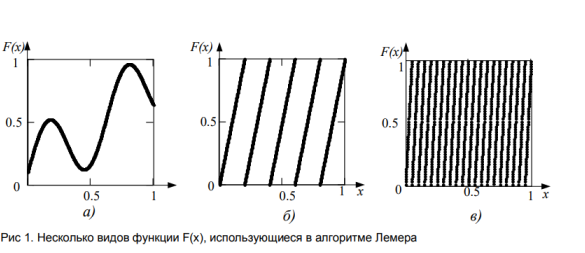 F(x) F(x) F(x)
1 1 1
0.5 0.5 0.5
0 0.5 1 0 0.5 1 x 0 0.5 1 x
а) б) в)
Рис 1. Несколько видов функции F(x), использующиеся в алгоритме Лемера